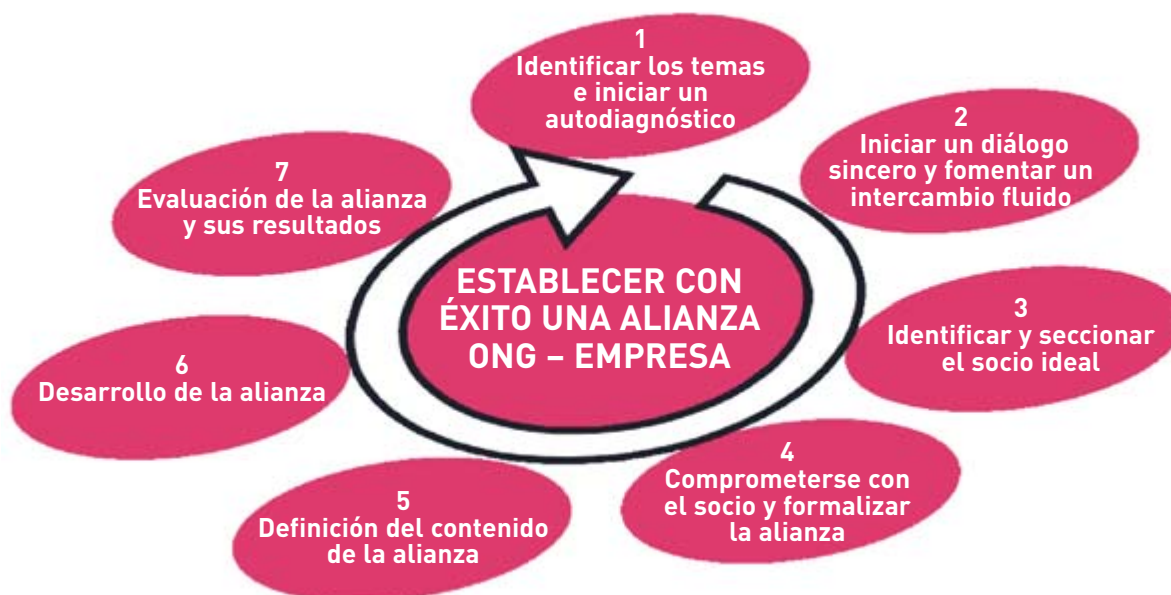 1
Identificar los temas
e iniciar un
autodiagnóstico
2
Iniciar un diálogo
sincero y fomentar un
intercambio fluido
3
Identificar y seccionar
el socio ideal
4
Comprometerse con
el socio y formalizar
la alianza
5
Definición del contenido
de la alianza
6
Desarrollo de la alianza
7
Evaluación de la alianza
y sus resultados
ESTABLECER CON
ÉXITO UNA ALIANZA
ONG – EMPRESA